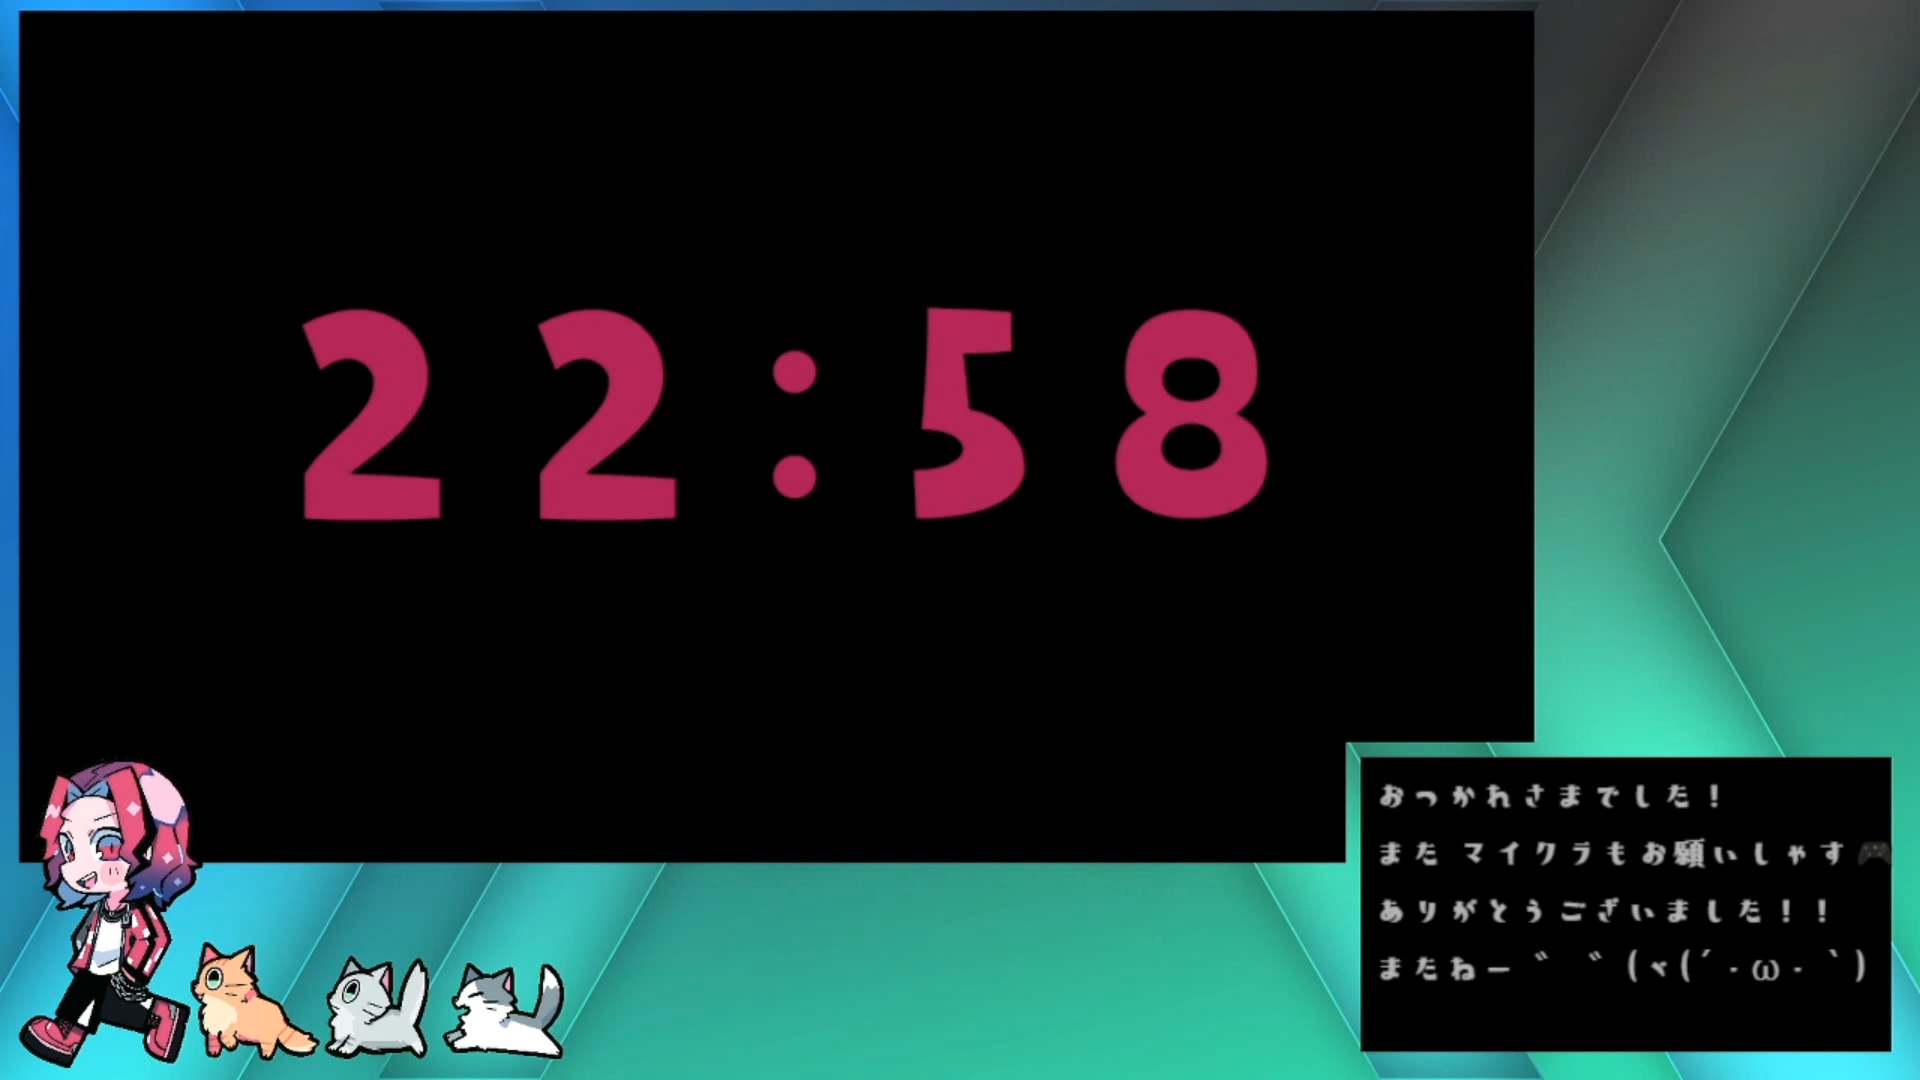 22:58
おつかれさまでした！
また マイクラもお願いしゃす🎮
ありがとうございました！！
またねー ゛ ゛(ヾ(´・ω・｀)